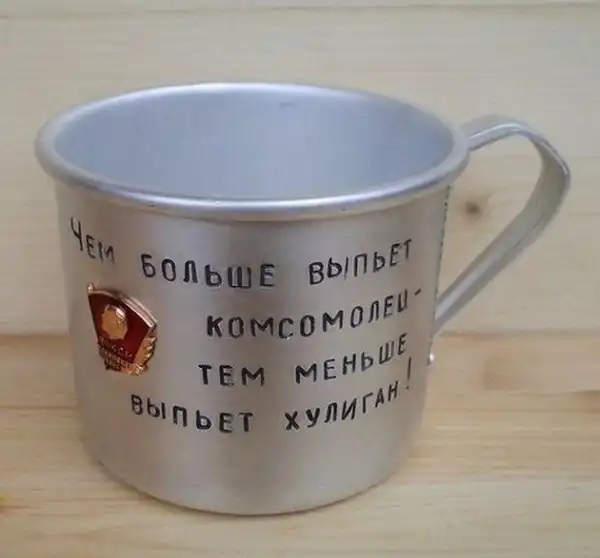 Чем больше выпьет
комсомолец -
тем меньше
выпьет хулиган!